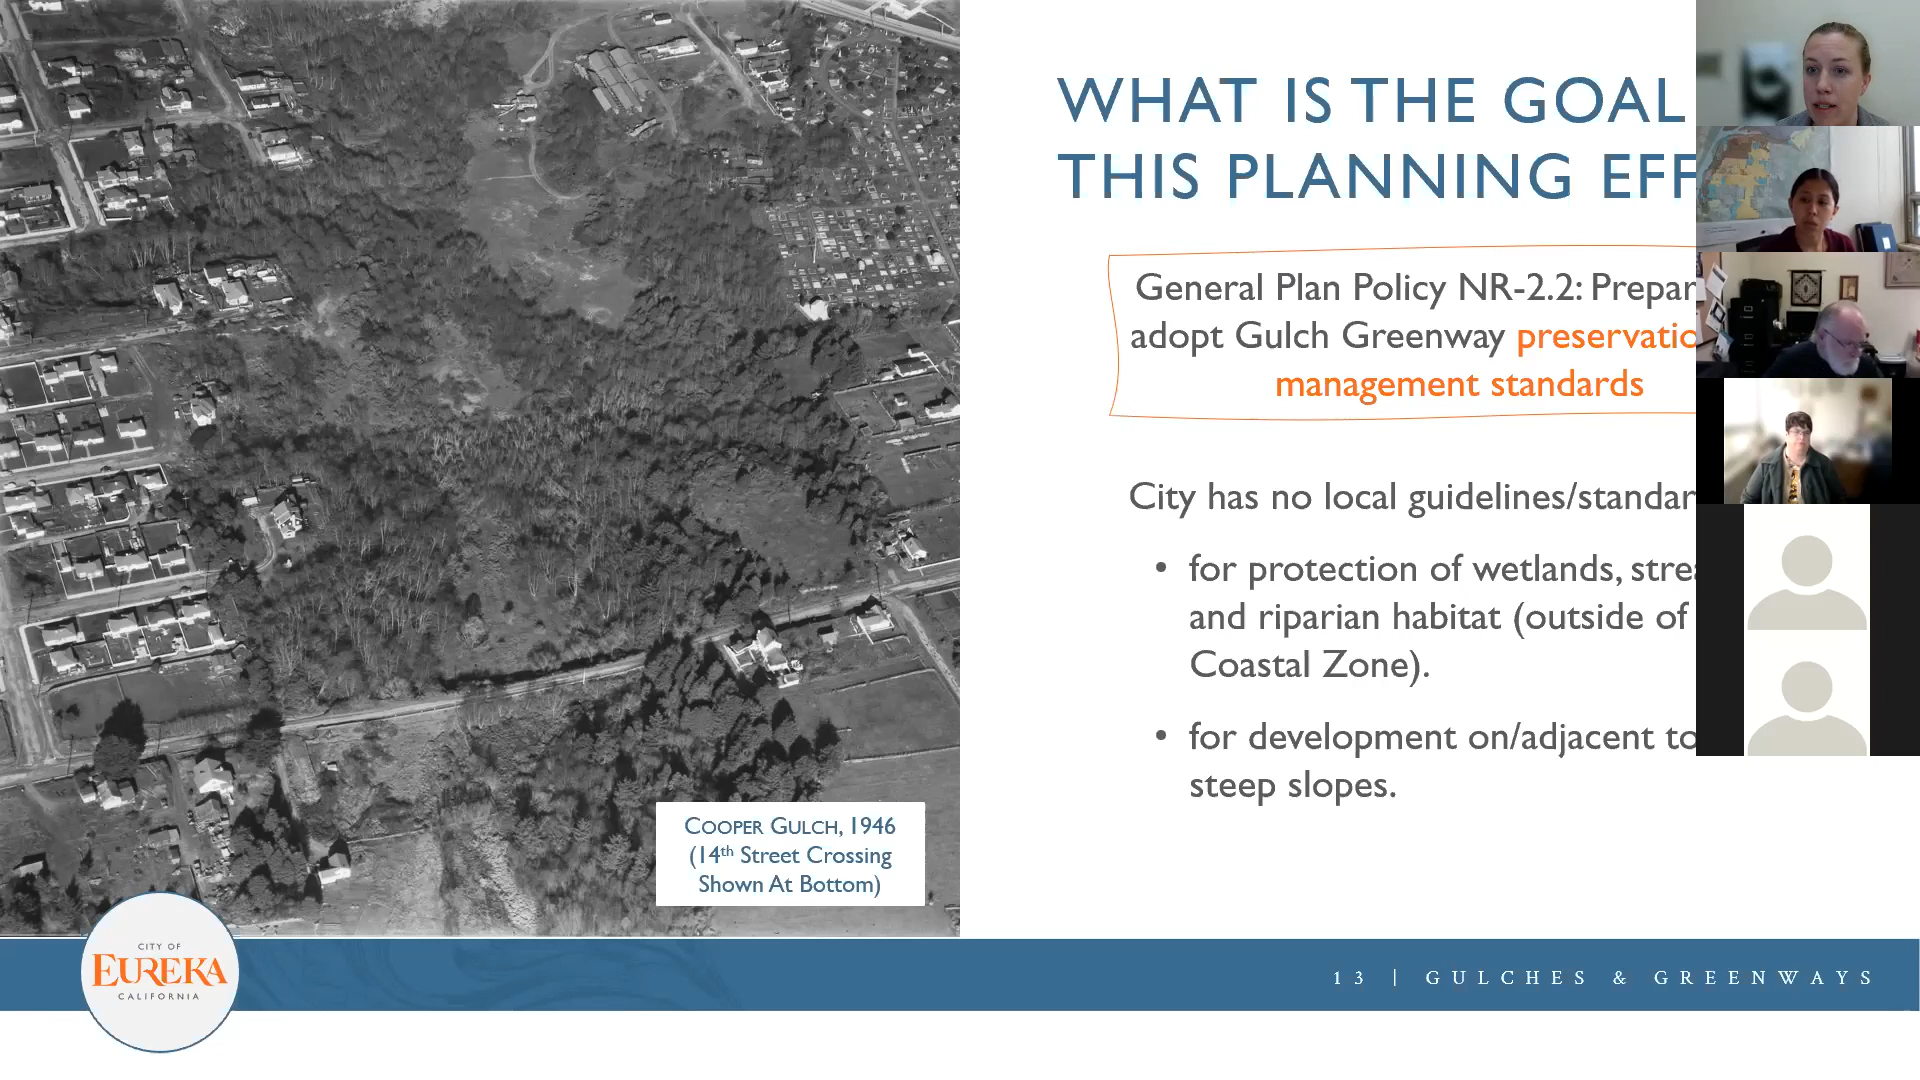 WHAT IS THE GOAL
THIS PLANNING EFF
General Plan Policy NR-2.2: Prepar
adopt Gulch Greenway preservatio
management standards
City has no local guidelines/standar
• for protection of wetlands, stre
and riparian habitat (outside of
Coastal Zone).
• for development on/adjacent to
steep slopes.
COOPER GULCH, 1946
(14th Street Crossing
Shown At Bottom)
CITY OF
EUREKA
CALIFORNIA
13 | GULCHES & GREENWAYS